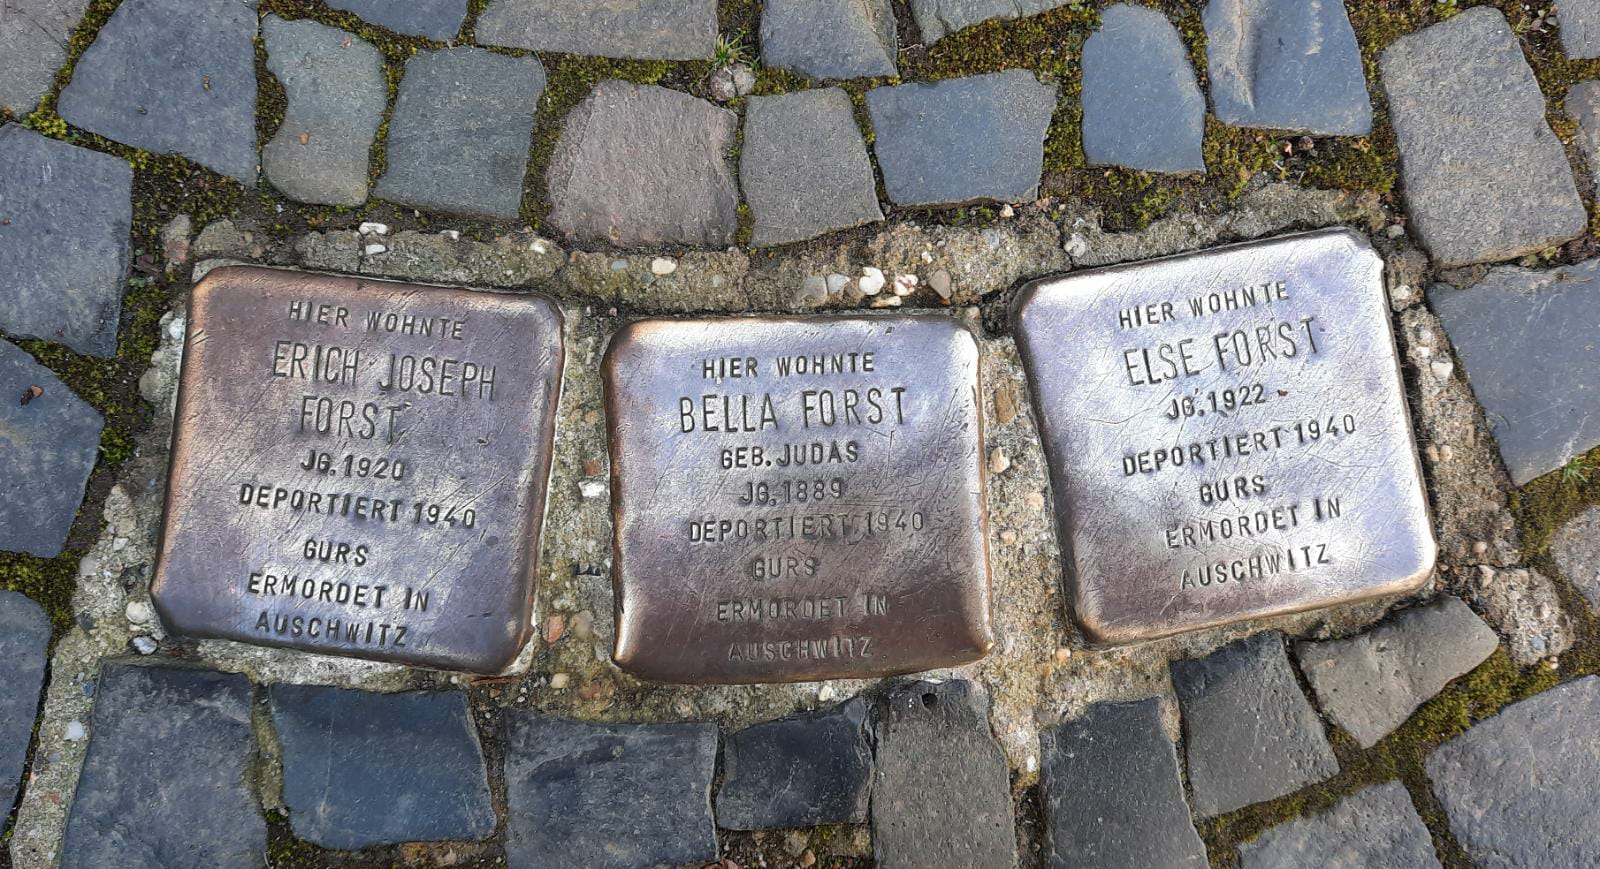 HIER WOHNTE
ERICH JOSEPH
FORST
JG. 1920
DEPORTIERT 1940
GURS
ERMORDET IN
AUSCHWITZ
HIER WOHNTE
BELLA FORST
GEB. JUDAS
JG. 1889
DEPORTIERT 1940
GURS
ERMORDET IN
AUSCHWITZ
HIER WOHNTE
ELSE FORST
JG. 1922
DEPORTIERT 1940
GURS
ERMORDET IN
AUSCHWITZ